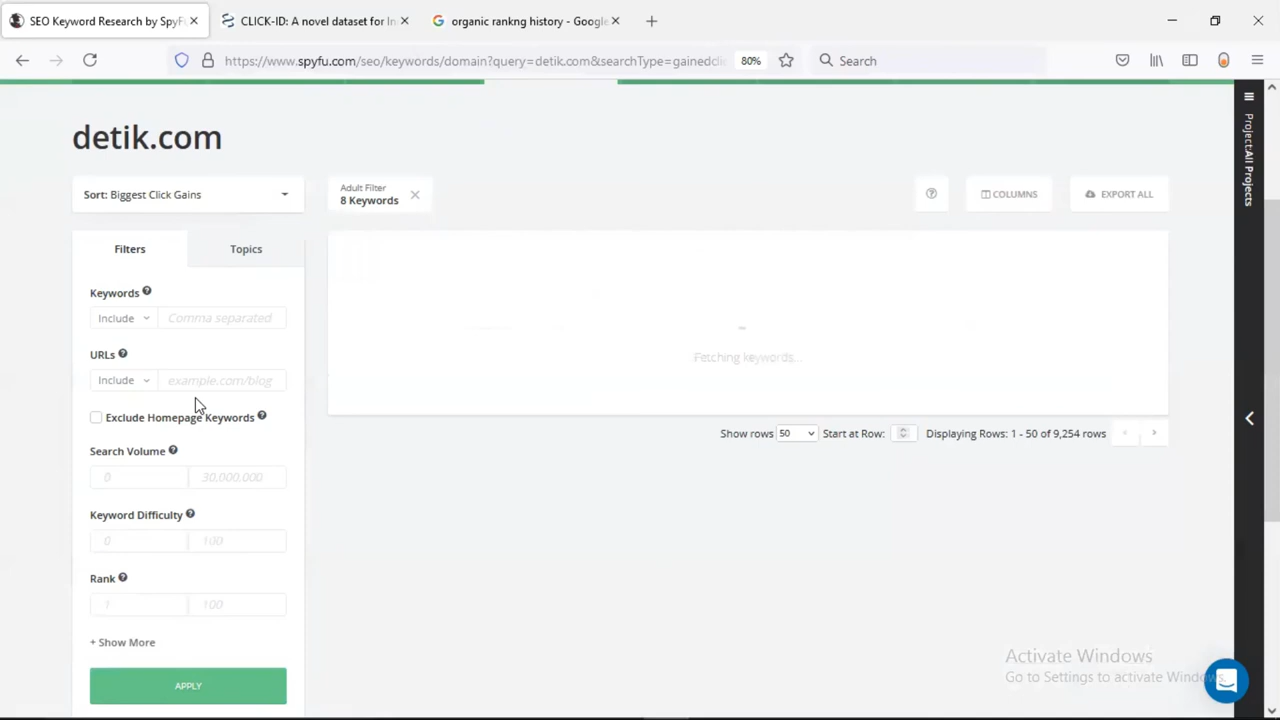 SEO Keyword Research by SpyF
CLICK-ID: A novel dataset for In
organic rankng history - Google
https://www.spyfu.com/seo/keywords/domain?query=detik.com&searchType=gainedcli
80%
Search
detik.com
Sort: Biggest Click Gains
Adult Filter
8 Keywords
COLUMNS
EXPORT ALL
Project:All Projects
Filters
Topics
Keywords
Include
Comma separated
Fetching keywords...
URLs
Include
example.com/blog
Exclude Homepage Keywords
Show rows 50 Start at Row: Displaying Rows: 1 - 50 of 9,254 rows
Search Volume
0
30.000.000
Keyword Difficulty
0
100
Rank
1
100
+ Show More
APPLY
Activate Windows
Go to Settings to activate Windows.